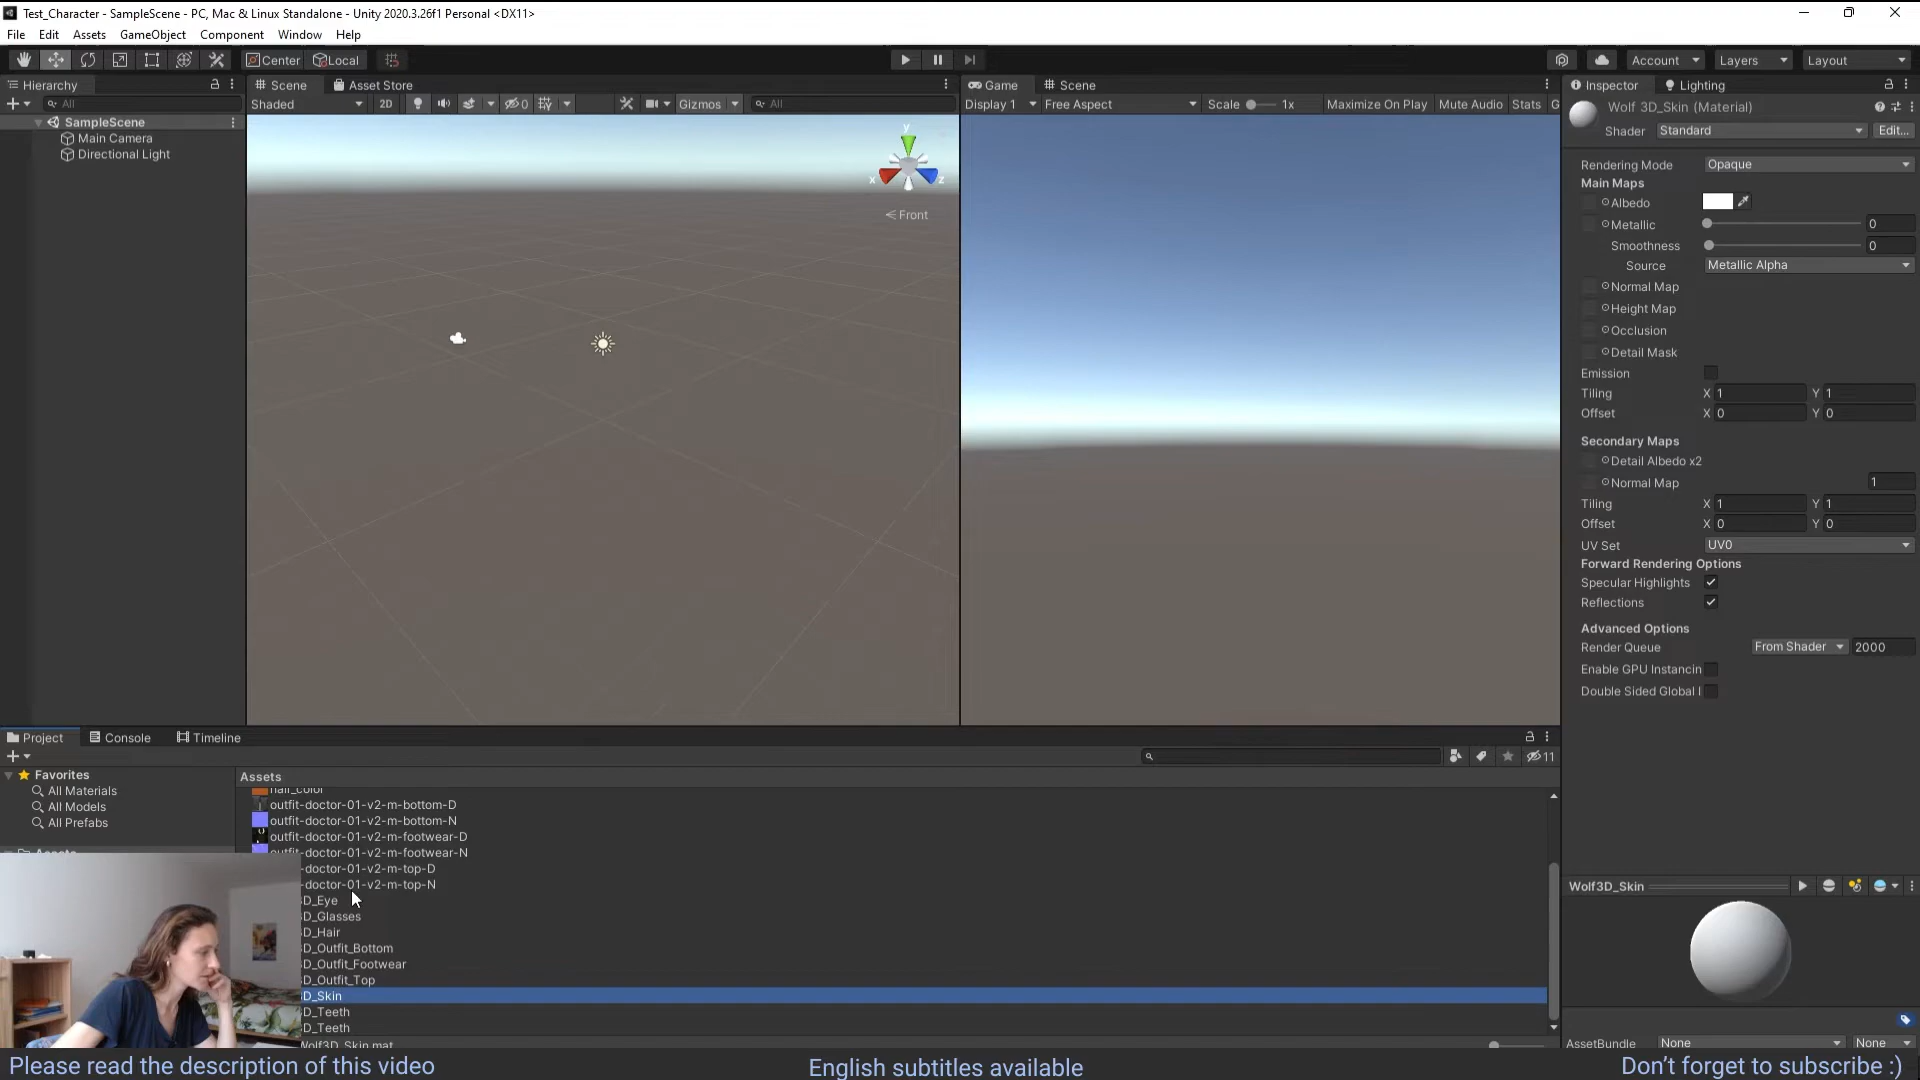 Test_Character - SampleScene - PC, Mac & Linux Standalone - Unity 2020.3.26f1 Personal <DX11>
File Edit Assets GameObject Component Window Help
Center Local Account Layers Layout
Hierarchy
All
SampleScene
Main Camera
Directional Light
Scene Asset Store
Shaded 2D 0 Gizmos All
y
x z
Front
Game Scene
Display 1 Free Aspect Scale 1x Maximize On Play Mute Audio Stats G
Inspector Lighting
Wolf 3D_Skin (Material)
Shader Standard Edit...
Rendering Mode Opaque
Main Maps
Albedo
Metallic 0
Smoothness 0
Source Metallic Alpha
Normal Map
Height Map
Occlusion
Detail Mask
Emission
Tiling X 1 Y 1
Offset X 0 Y 0
Secondary Maps
Detail Albedo x2
Normal Map 1
Tiling X 1 Y 1
Offset X 0 Y 0
UV Set UV0
Forward Rendering Options
Specular Highlights
Reflections
Advanced Options
Render Queue From Shader 2000
Enable GPU Instancin
Double Sided Global I
Project Console Timeline
11
Favorites
All Materials
All Models
All Prefabs
Assets
Assets
hair_color
outfit-doctor-01-v2-m-bottom-D
outfit-doctor-01-v2-m-bottom-N
outfit-doctor-01-v2-m-footwear-D
outfit-doctor-01-v2-m-footwear-N
-doctor-01-v2-m-top-D
-doctor-01-v2-m-top-N
D_Eye
D_Glasses
D_Hair
D_Outfit_Bottom
D_Outfit_Footwear
D_Outfit_Top
D_Skin
D_Teeth
D_Teeth
Wolf3D_Skin.mat
Wolf3D_Skin
AssetBundle None None
Please read the description of this video
English subtitles available
Don't forget to subscribe :)